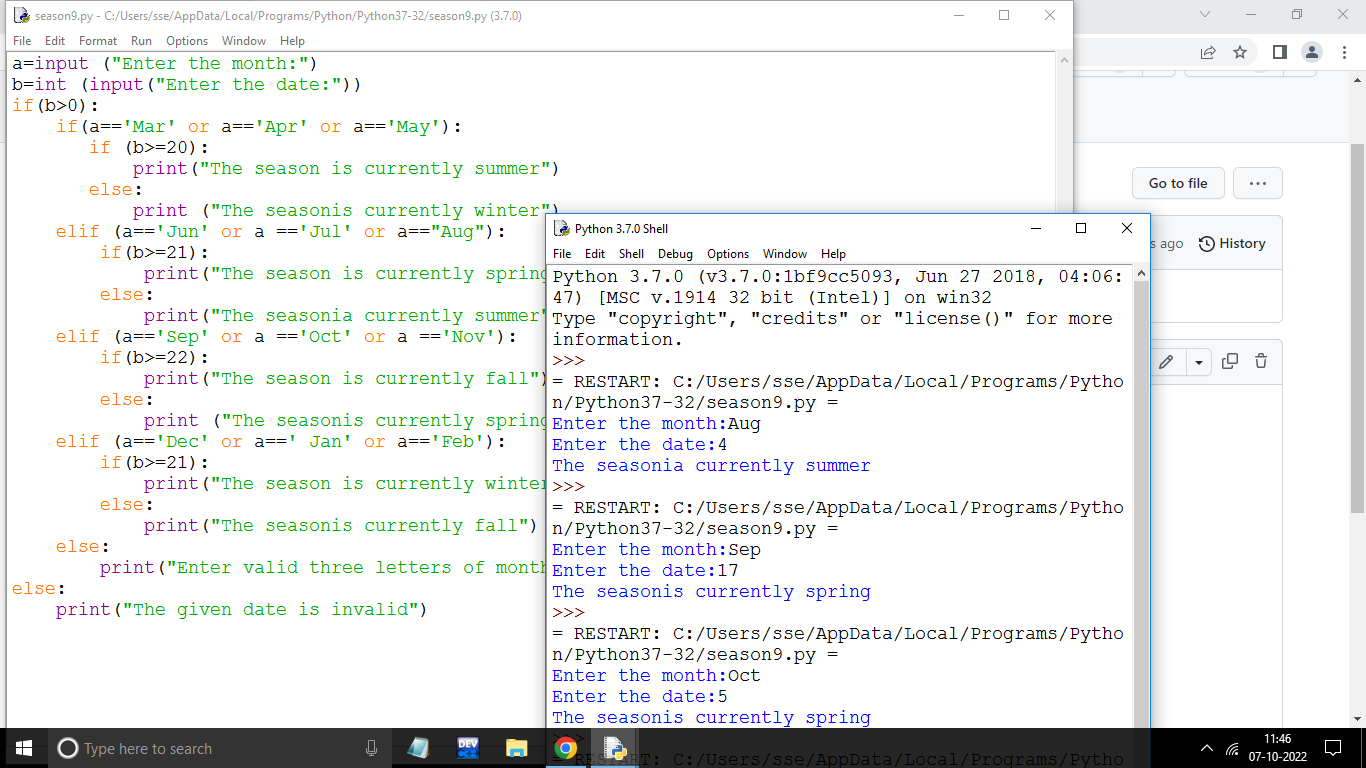 season9.py - C:/Users/sse/AppData/Local/Programs/Python/Python37-32/season9.py (3.7.0)
File Edit Format Run Options Window Help
a=input ("Enter the month:")
b=int (input("Enter the date:"))
if(b>0):
    if(a=='Mar' or a=='Apr' or a=='May'):
       if (b>=20):
           print("The season is currently summer")
       else:
           print ("The seasonis currently winter")
    elif (a=='Jun' or a =='Jul' or a=="Aug"):
        if(b>=21):
            print("The season is currently spring
        else:
            print("The seasonia currently summer"
    elif (a=='Sep' or a =='Oct' or a =='Nov'):
        if(b>=22):
            print("The season is currently fall"
        else:
            print ("The seasonis currently spring
    elif (a=='Dec' or a==' Jan' or a=='Feb'):
        if(b>=21):
            print("The season is currently winter
        else:
            print("The seasonis currently fall")
    else:
        print("Enter valid three letters of month
else:
    print("The given date is invalid")
Go to file ...
ago History
Python 3.7.0 Shell
File Edit Shell Debug Options Window Help
Python 3.7.0 (v3.7.0:1bf9cc5093, Jun 27 2018, 04:06:
47) [MSC v.1914 32 bit (Intel)] on win32
Type "copyright", "credits" or "license()" for more
information.
>>>
= RESTART: C:/Users/sse/AppData/Local/Programs/Pytho
n/Python37-32/season9.py =
Enter the month:Aug
Enter the date:4
The seasonia currently summer
>>>
= RESTART: C:/Users/sse/AppData/Local/Programs/Pytho
n/Python37-32/season9.py =
Enter the month:Sep
Enter the date:17
The seasonis currently spring
>>>
= RESTART: C:/Users/sse/AppData/Local/Programs/Pytho
n/Python37-32/season9.py =
Enter the month:Oct
Enter the date:5
The seasonis currently spring
>>>
= RESTART: C:/Users/sse/AppData/Local/Programs/Pytho
Type here to search
DEV
11:46
07-10-2022